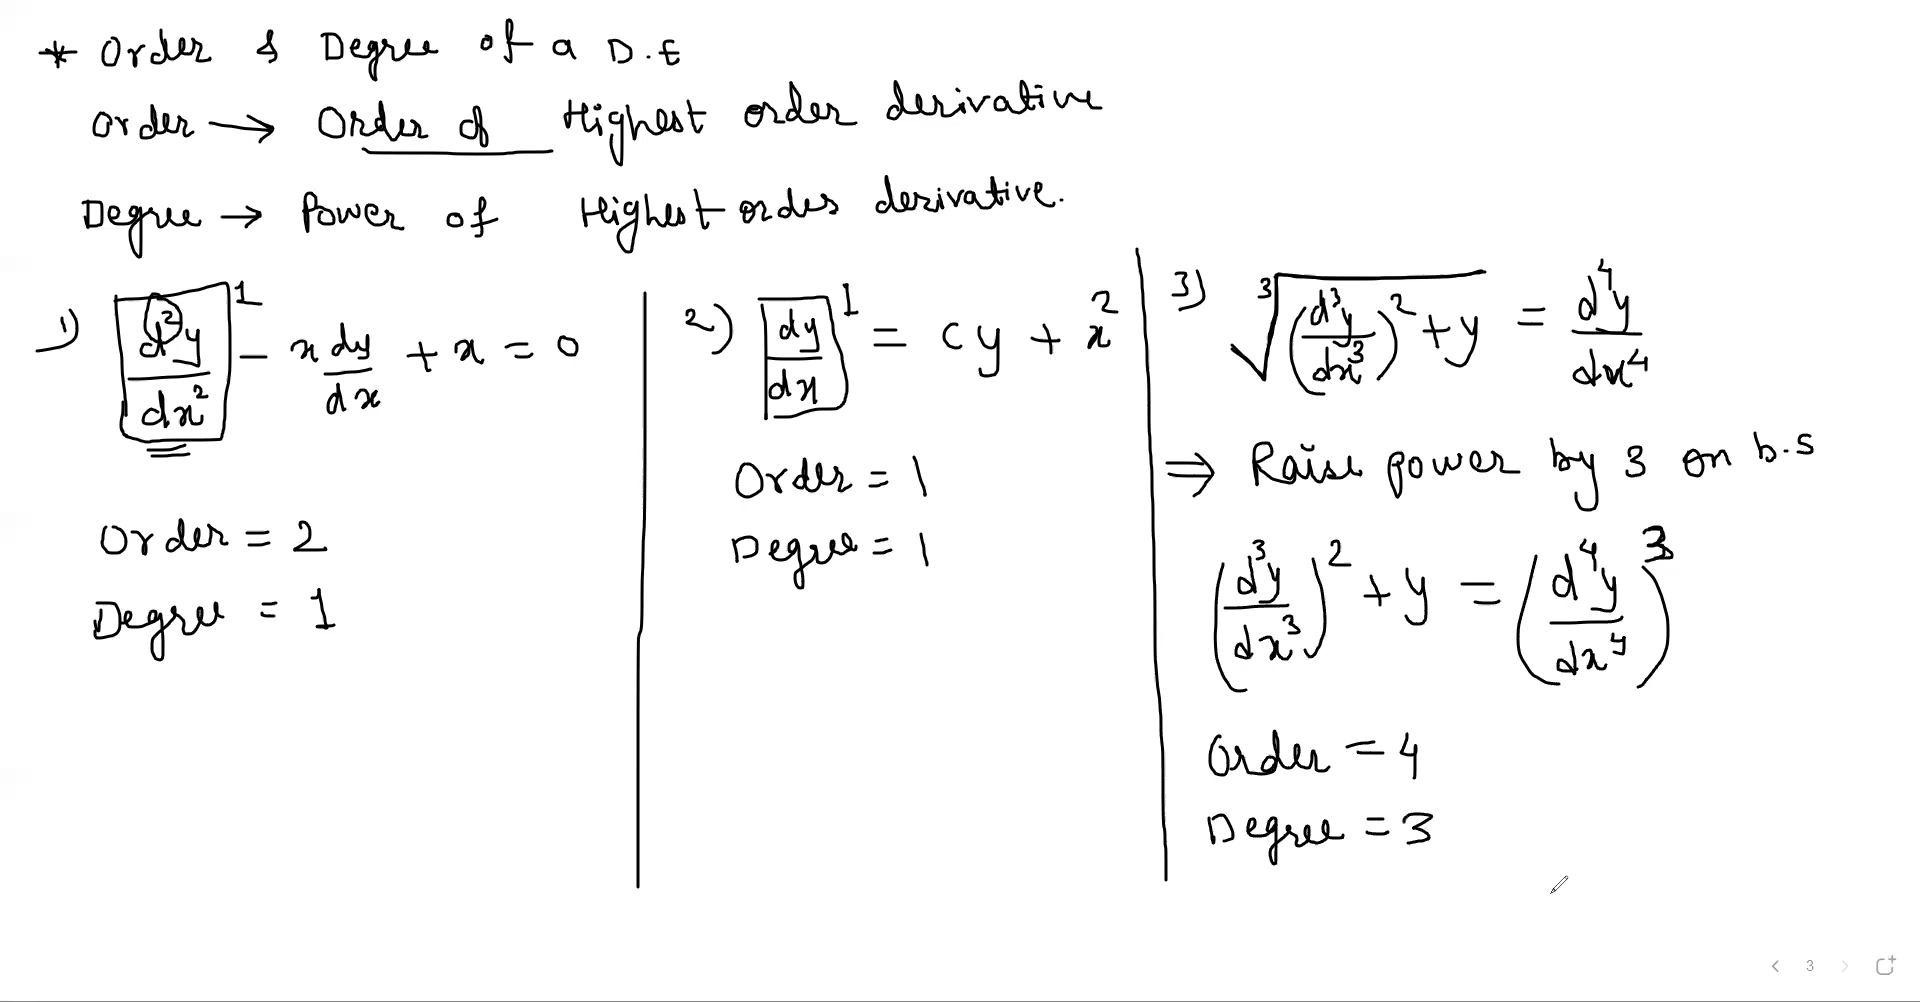 * Order & Degree of a D.E
Order → Order of Highest order derivative
Degree → Power of Highest order derivative.
1) [d²y/dx²]¹ - x dy/dx + x = 0
Order = 2
Degree = 1
2) [dy/dx]¹ = cy + x²
Order = 1
Degree = 1
3) ∛((d³y/dx³)² + y) = d⁴y/dx⁴
⇒ Raise power by 3 on b.s
(d³y/dx³)² + y = (d⁴y/dx⁴)³
Order = 4
Degree = 3
< 3 >